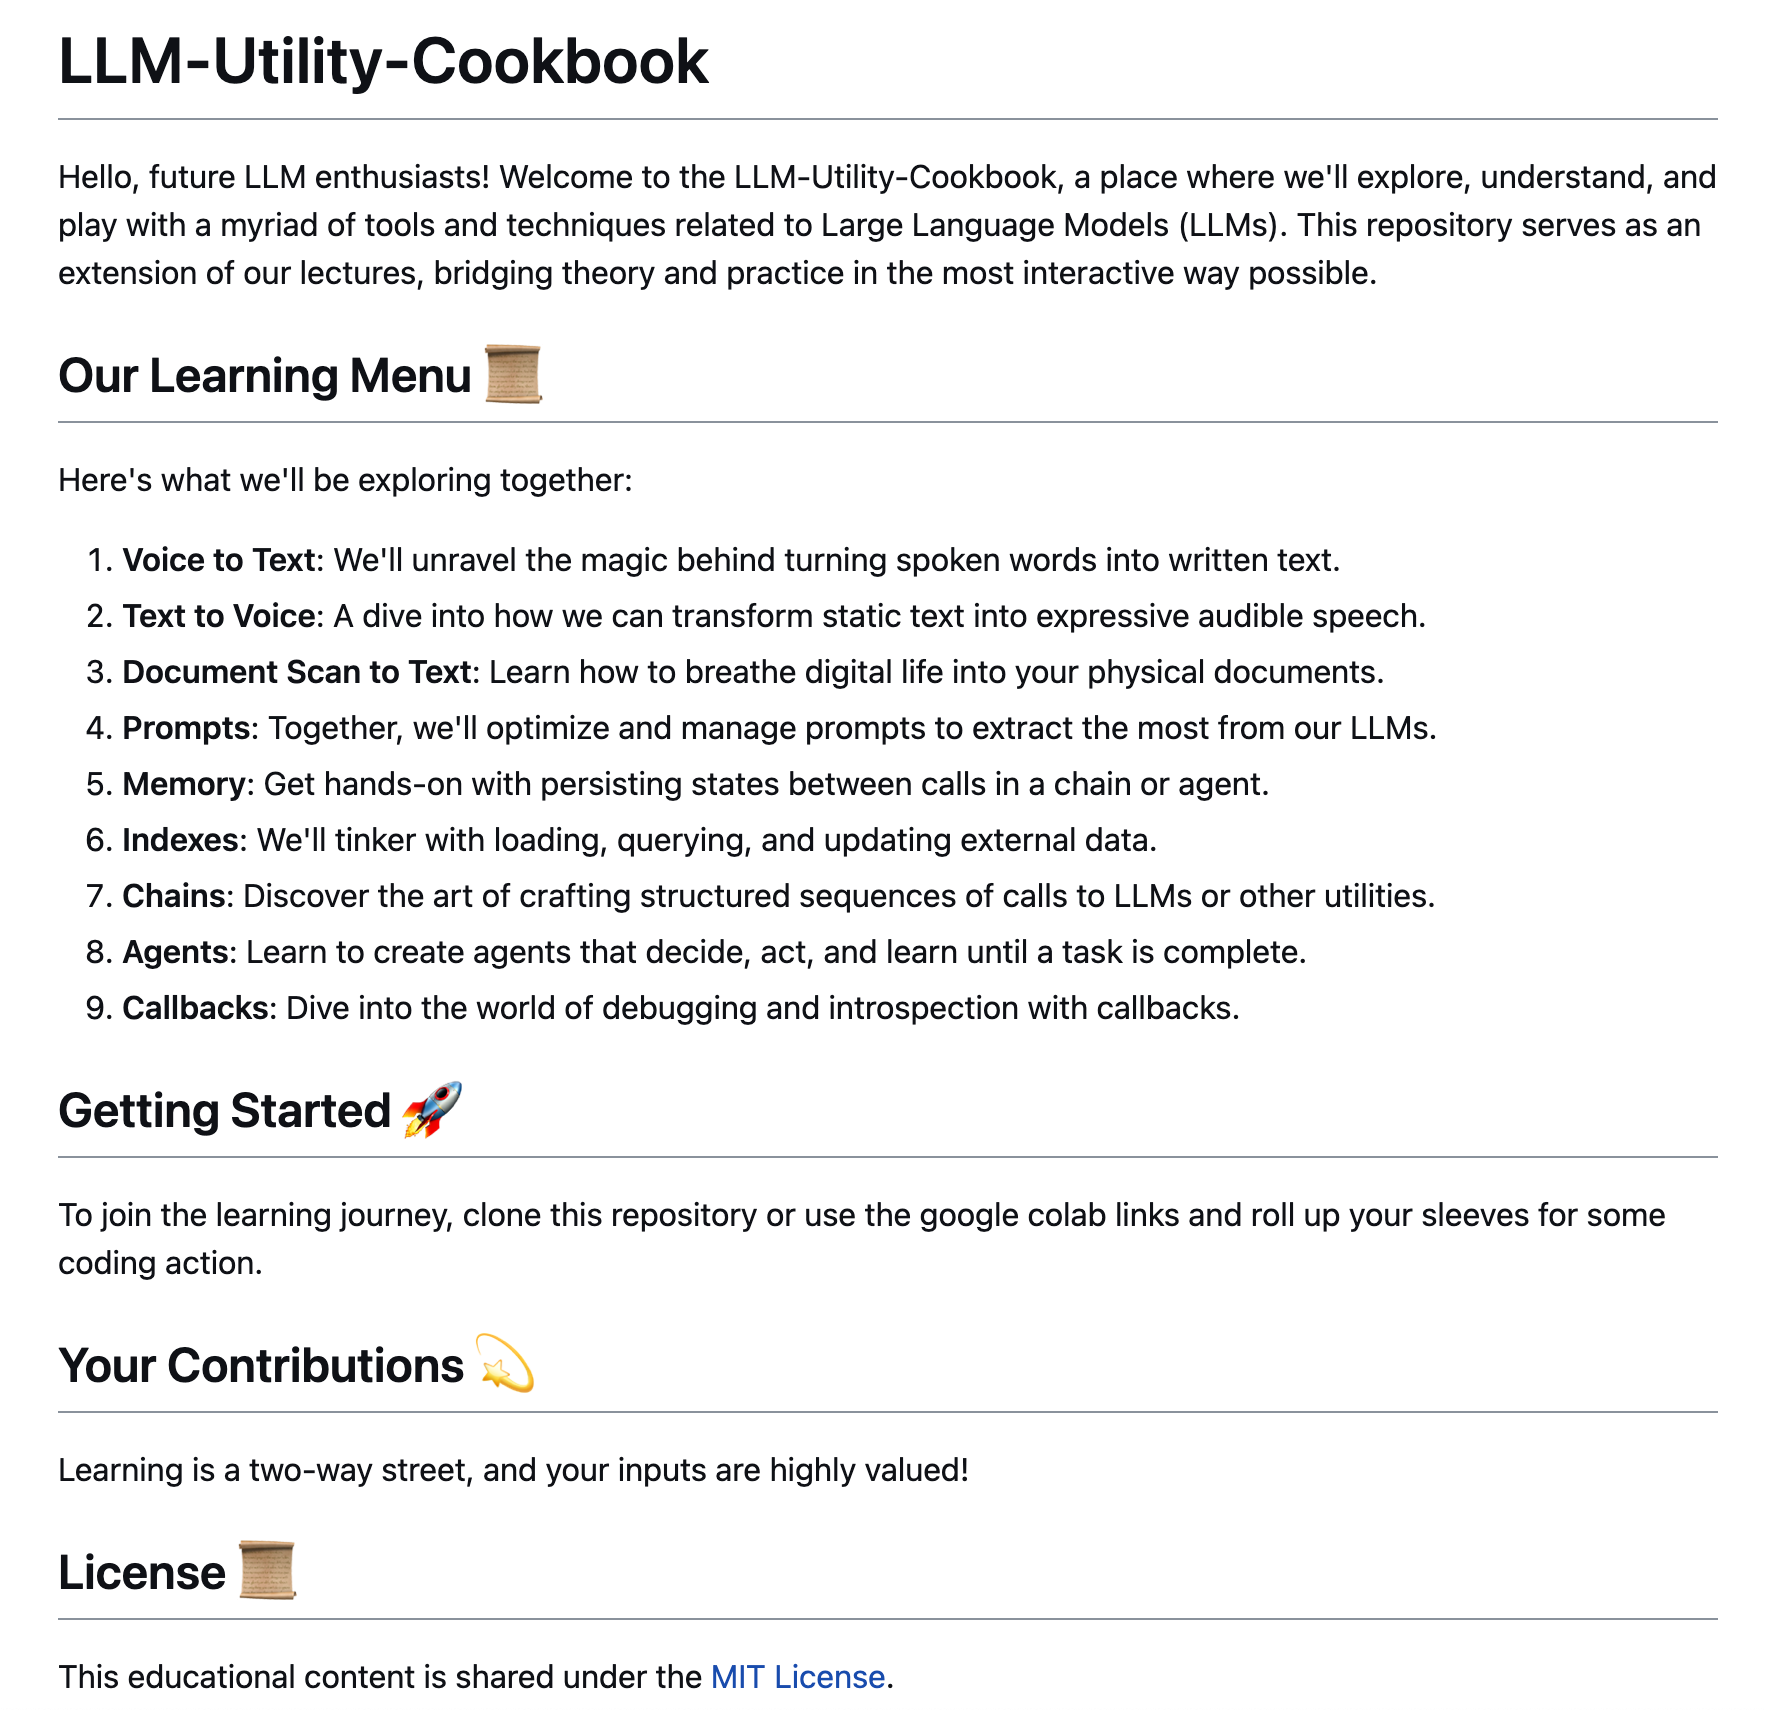 LLM-Utility-Cookbook
Hello, future LLM enthusiasts! Welcome to the LLM-Utility-Cookbook, a place where we'll explore, understand, and
play with a myriad of tools and techniques related to Large Language Models (LLMs). This repository serves as an
extension of our lectures, bridging theory and practice in the most interactive way possible.
Our Learning Menu 📜
Here's what we'll be exploring together:
1. Voice to Text: We'll unravel the magic behind turning spoken words into written text.
2. Text to Voice: A dive into how we can transform static text into expressive audible speech.
3. Document Scan to Text: Learn how to breathe digital life into your physical documents.
4. Prompts: Together, we'll optimize and manage prompts to extract the most from our LLMs.
5. Memory: Get hands-on with persisting states between calls in a chain or agent.
6. Indexes: We'll tinker with loading, querying, and updating external data.
7. Chains: Discover the art of crafting structured sequences of calls to LLMs or other utilities.
8. Agents: Learn to create agents that decide, act, and learn until a task is complete.
9. Callbacks: Dive into the world of debugging and introspection with callbacks.
Getting Started 🚀
To join the learning journey, clone this repository or use the google colab links and roll up your sleeves for some
coding action.
Your Contributions 💫
Learning is a two-way street, and your inputs are highly valued!
License 📜
This educational content is shared under the MIT License.